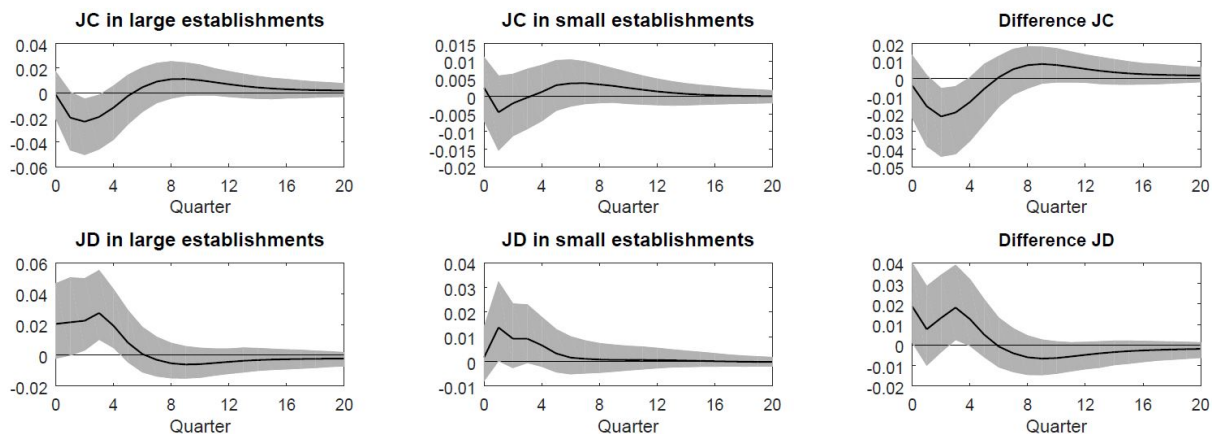 JC in large establishments
0.04
0.02
0
-0.02
-0.04
-0.06
0 4 8 12 16 20
Quarter
JC in small establishments
0.015
0.01
0.005
0
-0.005
-0.01
-0.015
-0.02
0 4 8 12 16 20
Quarter
Difference JC
0.02
0.01
0
-0.01
-0.02
-0.03
-0.04
-0.05
0 4 8 12 16 20
Quarter
JD in large establishments
0.06
0.04
0.02
0
-0.02
0 4 8 12 16 20
Quarter
JD in small establishments
0.04
0.03
0.02
0.01
0
-0.01
0 4 8 12 16 20
Quarter
Difference JD
0.04
0.03
0.02
0.01
0
-0.01
-0.02
0 4 8 12 16 20
Quarter